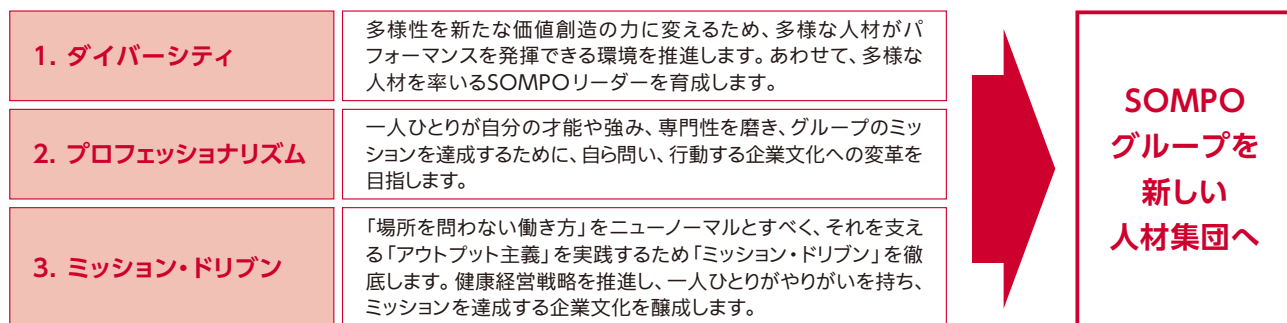 1. ダイバーシティ
多様性を新たな価値創造の力に変えるため、多様な人材がパ
フォーマンスを発揮できる環境を推進します。あわせて、多様な
人材を率いるSOMPOリーダーを育成します。
2. プロフェッショナリズム
一人ひとりが自分の才能や強み、専門性を磨き、グループのミッ
ションを達成するために、自ら問い、行動する企業文化への変革を
目指します。
3. ミッション・ドリブン
「場所を問わない働き方」をニューノーマルとすべく、それを支え
る「アウトプット主義」を実践するため「ミッション・ドリブン」を徹
底します。健康経営戦略を推進し、一人ひとりがやりがいを持ち、
ミッションを達成する企業文化を醸成します。
SOMPO
グループを
新しい
人材集団へ